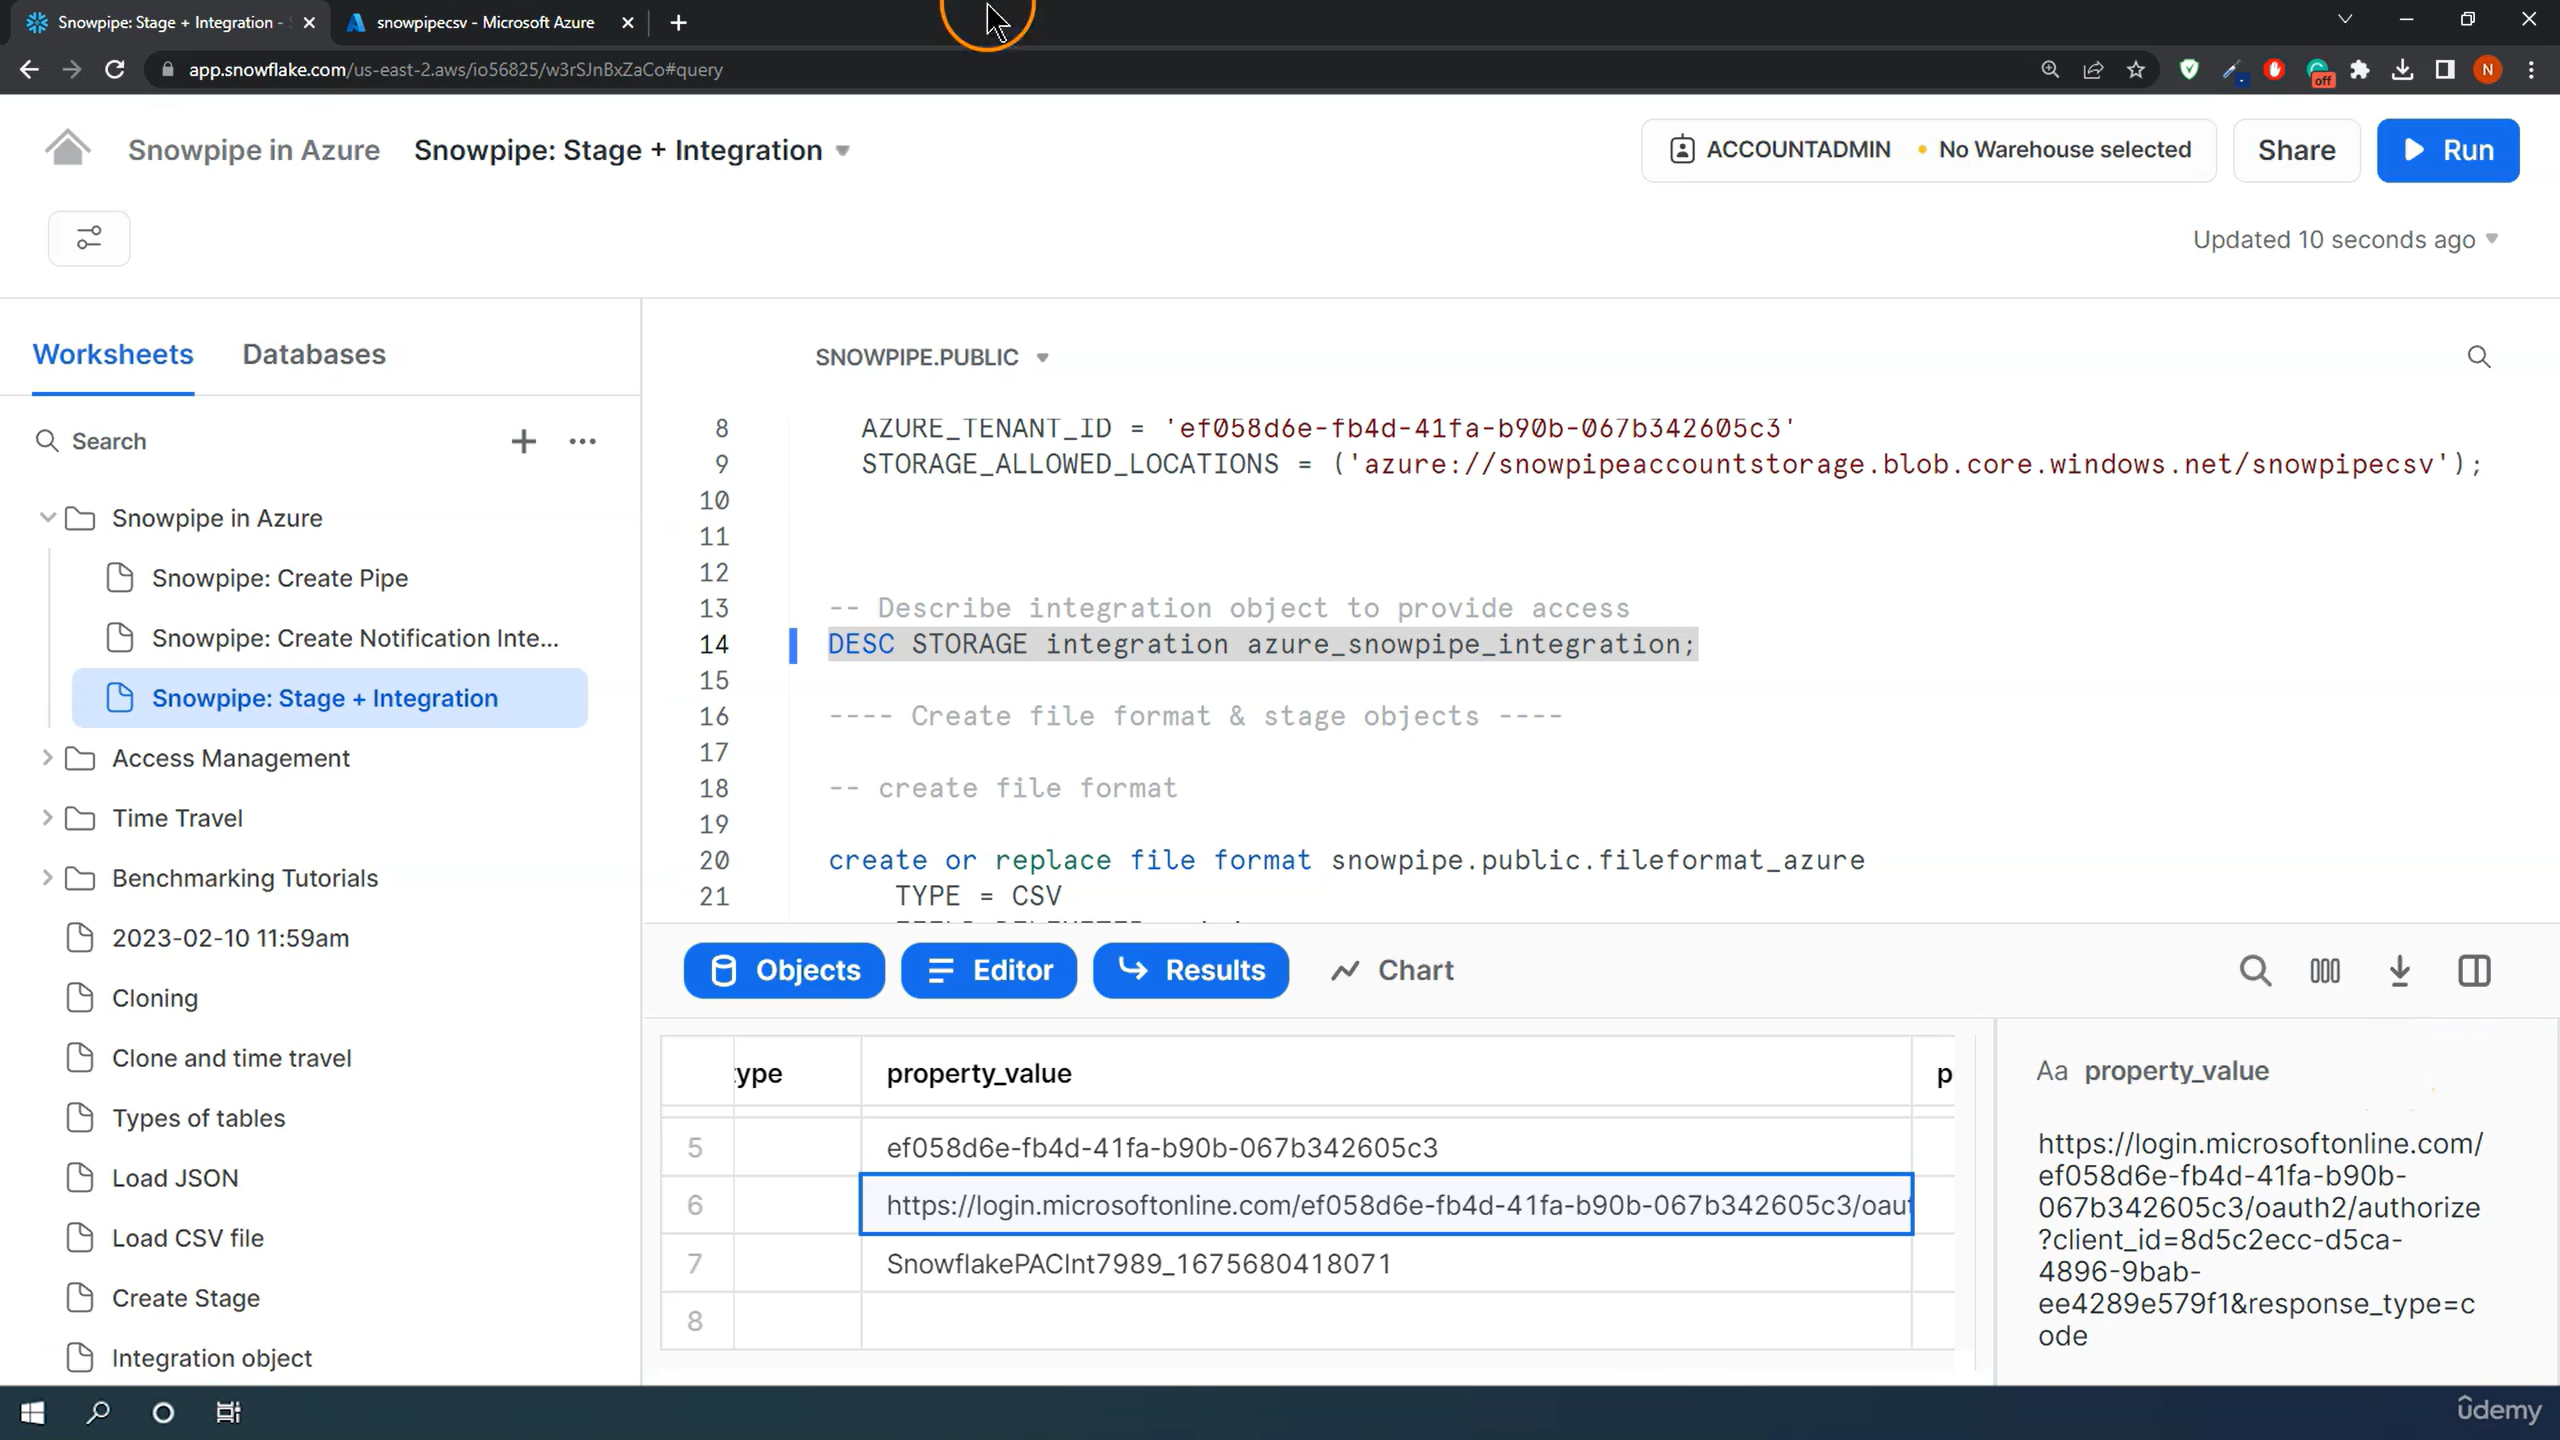 Snowpipe: Stage + Integration -
snowpipecsv - Microsoft Azure
app.snowflake.com/us-east-2.aws/io56825/w3rSJnBxZaCo#query
off
N
Snowpipe in Azure
Snowpipe: Stage + Integration
ACCOUNTADMIN
No Warehouse selected
Share
Run
Updated 10 seconds ago
Worksheets
Databases
Search
Snowpipe in Azure
Snowpipe: Create Pipe
Snowpipe: Create Notification Inte...
Snowpipe: Stage + Integration
Access Management
Time Travel
Benchmarking Tutorials
2023-02-10 11:59am
Cloning
Clone and time travel
Types of tables
Load JSON
Load CSV file
Create Stage
Integration object
SNOWPIPE.PUBLIC
8 AZURE_TENANT_ID = 'ef058d6e-fb4d-41fa-b90b-067b342605c3'
9 STORAGE_ALLOWED_LOCATIONS = ('azure://snowpipeaccountstorage.blob.core.windows.net/snowpipecsv');
10
11
12
13 -- Describe integration object to provide access
14 DESC STORAGE integration azure_snowpipe_integration;
15
16 ---- Create file format & stage objects ----
17
18 -- create file format
19
20 create or replace file format snowpipe.public.fileformat_azure
21 TYPE = CSV
Objects
Editor
Results
Chart
ype property_value p
5 ef058d6e-fb4d-41fa-b90b-067b342605c3
6 https://login.microsoftonline.com/ef058d6e-fb4d-41fa-b90b-067b342605c3/oaut
7 SnowflakePACInt7989_1675680418071
8
Aa property_value
https://login.microsoftonline.com/
ef058d6e-fb4d-41fa-b90b-
067b342605c3/oauth2/authorize
?client_id=8d5c2ecc-d5ca-
4896-9bab-
ee4289e579f1&response_type=c
ode
ûdemy